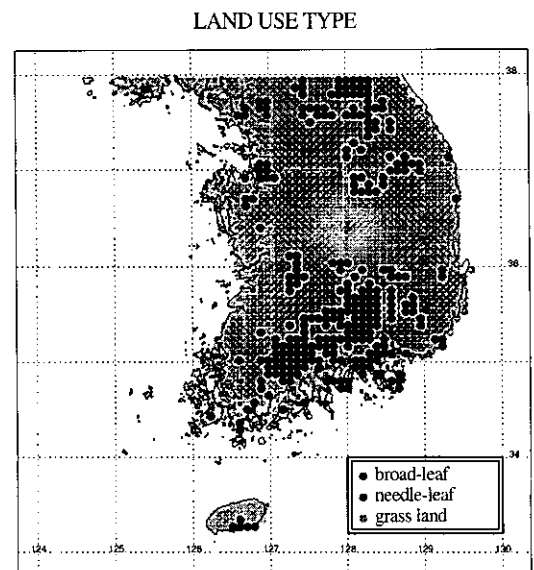 LAND USE TYPE
38
36
34
broad-leaf
needle-leaf
grass land
124 125 126 127 128 129 130